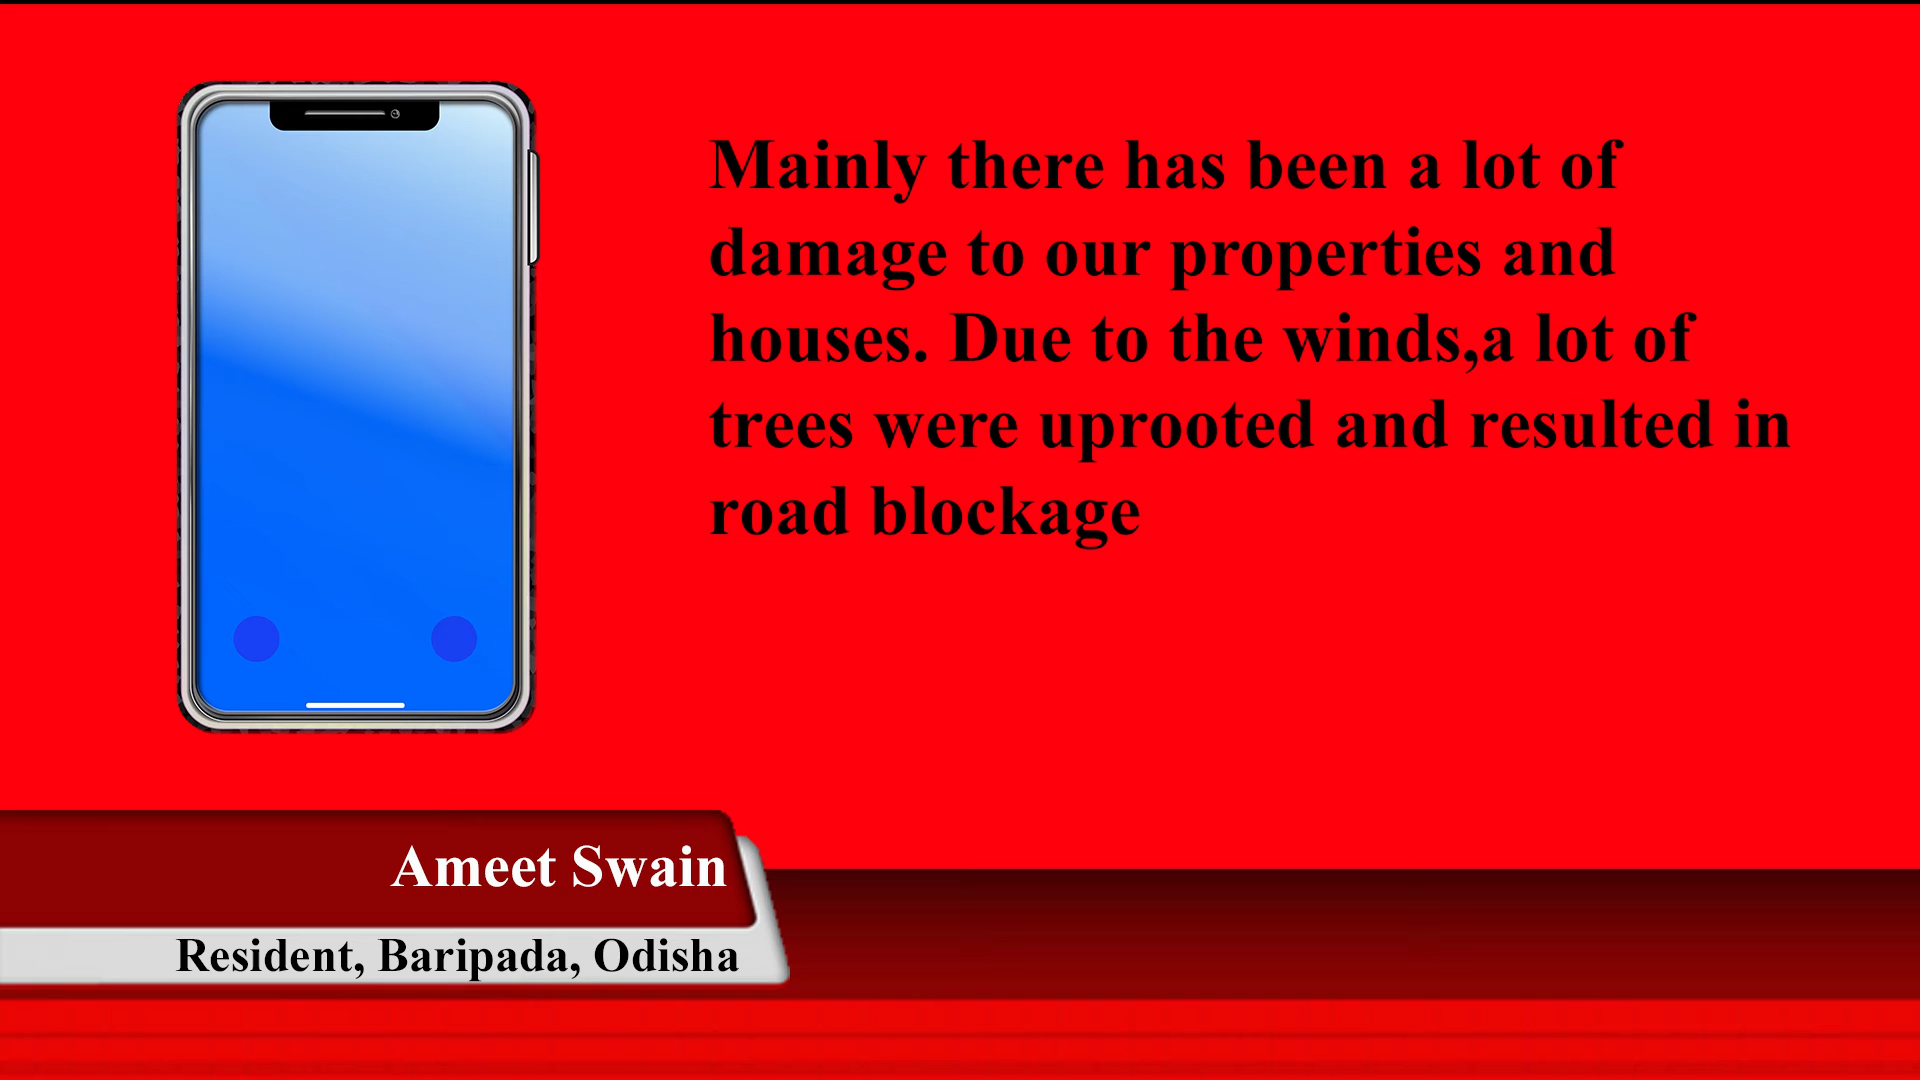 Mainly there has been a lot of
damage to our properties and
houses. Due to the winds,a lot of
trees were uprooted and resulted in
road blockage
Ameet Swain
Resident, Baripada, Odisha